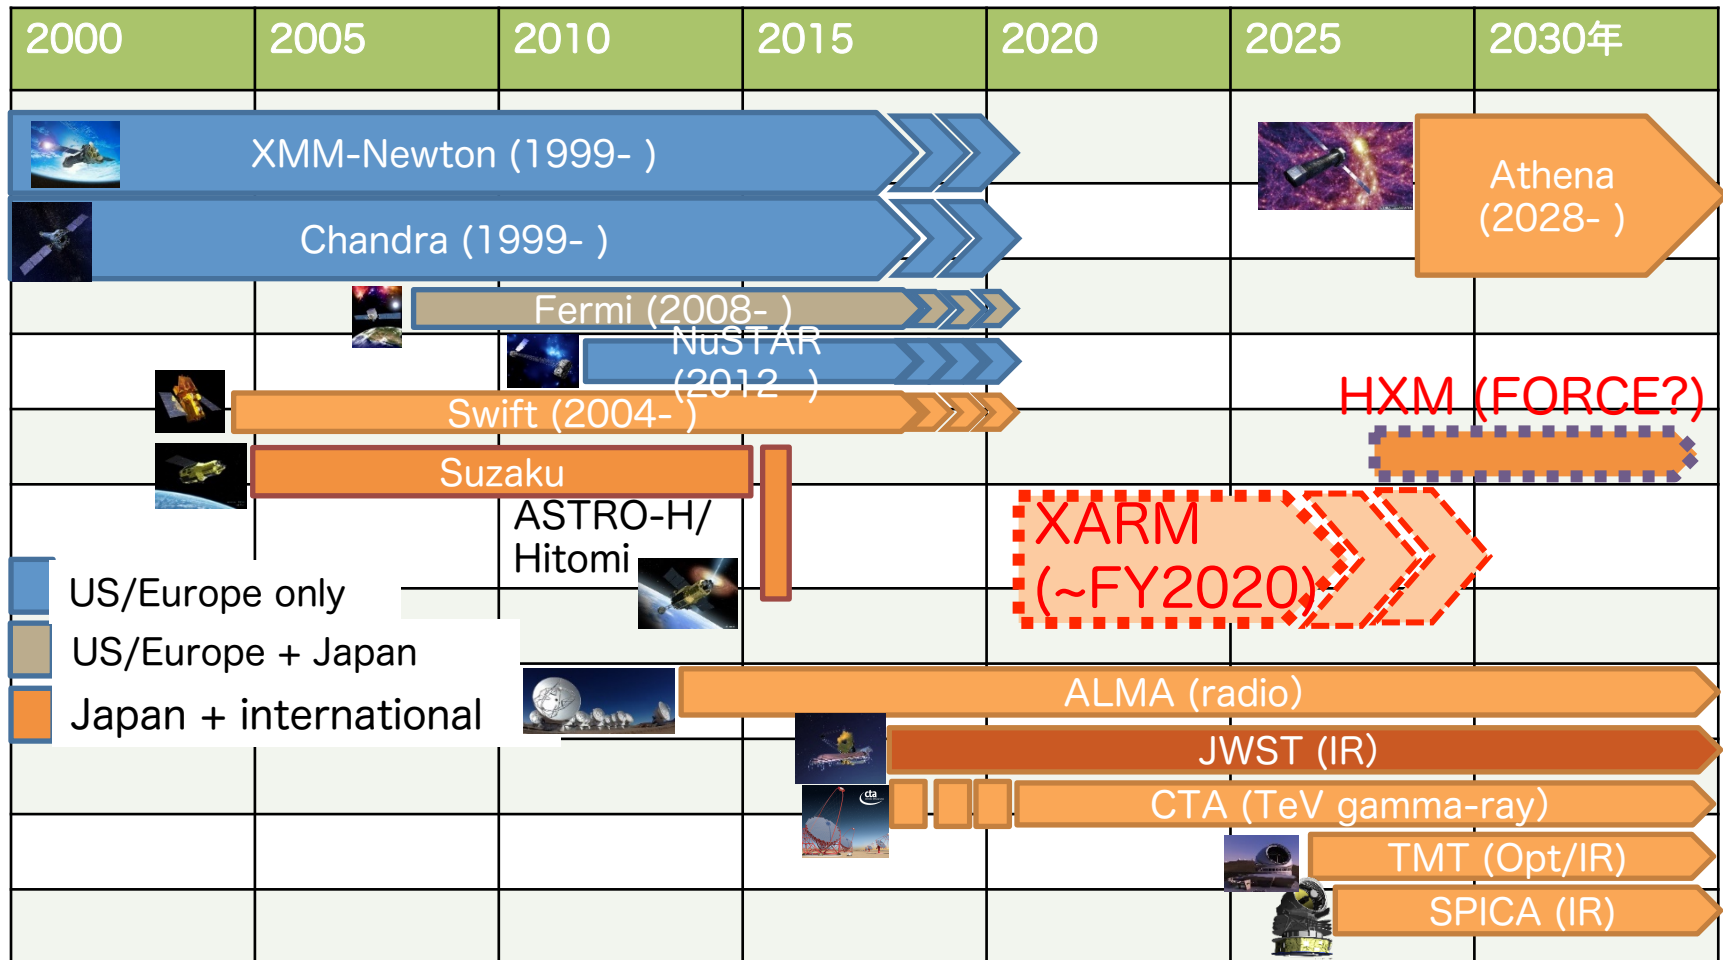 2000 2005 2010 2015 2020 2025 2030年
XMM-Newton (1999- )
Athena
(2028- )
Chandra (1999- )
Fermi (2008- )
NuSTAR
(2012- )
HXM (FORCE?)
Swift (2004- )
Suzaku
ASTRO-H/
Hitomi
XARM
(~FY2020)
US/Europe only
US/Europe + Japan
Japan + international
ALMA (radio)
JWST (IR)
cta
CTA (TeV gamma-ray)
TMT (Opt/IR)
SPICA (IR)